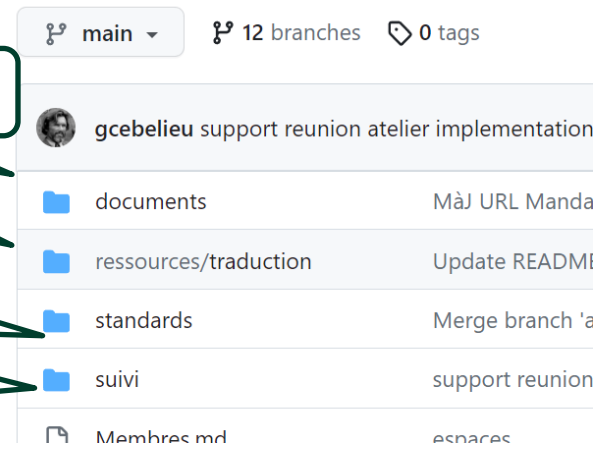 main 12 branches 0 tags
gcebelieu support reunion atelier implementation
documents MàJ URL Manda
ressources/traduction Update README
standards Merge branch 'a
suivi support reunion
Membres.md espaces